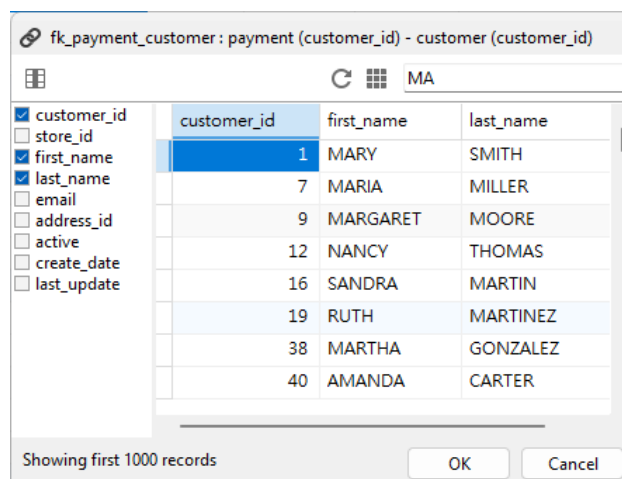 fk_payment_customer : payment (customer_id) - customer (customer_id)
MA
customer_id
store_id
first_name
last_name
email
address_id
active
create_date
last_update
customer_id first_name last_name
1 MARY SMITH
7 MARIA MILLER
9 MARGARET MOORE
12 NANCY THOMAS
16 SANDRA MARTIN
19 RUTH MARTINEZ
38 MARTHA GONZALEZ
40 AMANDA CARTER
Showing first 1000 records
OK Cancel